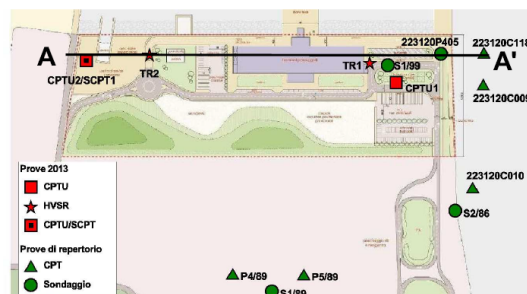 223120P405
223120C118
A
A'
TR1
S1/99
CPTU2/SCPT1
TR2
CPTU1
223120C009
Prove 2013
CPTU
HVSR
CPTU/SCPT
223120C010
S2/86
Prove di repertorio
CPT
Sondaggio
P4/89
P5/89
S1/89